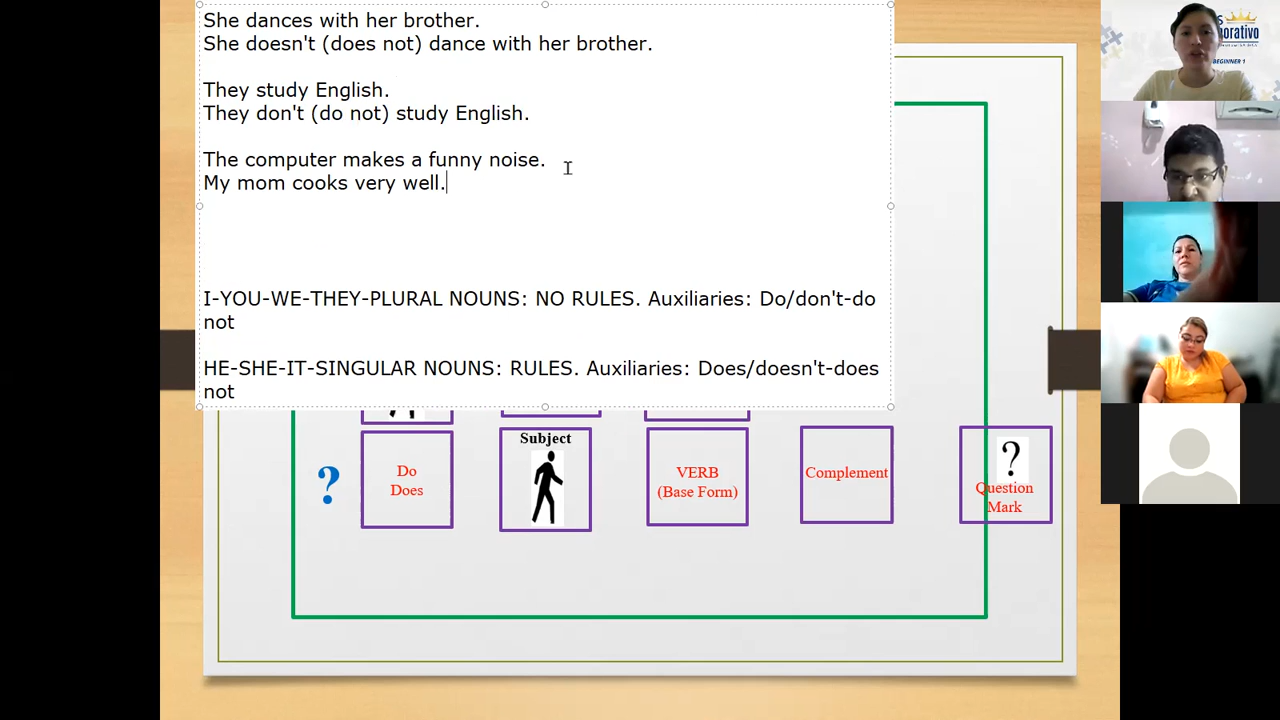 She dances with her brother.
She doesn't (does not) dance with her brother.
They study English.
They don't (do not) study English.
The computer makes a funny noise.
My mom cooks very well.
I-YOU-WE-THEY-PLURAL NOUNS: NO RULES. Auxiliaries: Do/don't-do
not
HE-SHE-IT-SINGULAR NOUNS: RULES. Auxiliaries: Does/doesn't-does
not
?
Do
Does
Subject
VERB
(Base Form)
Complement
?
Question
Mark
BEGINNER 1